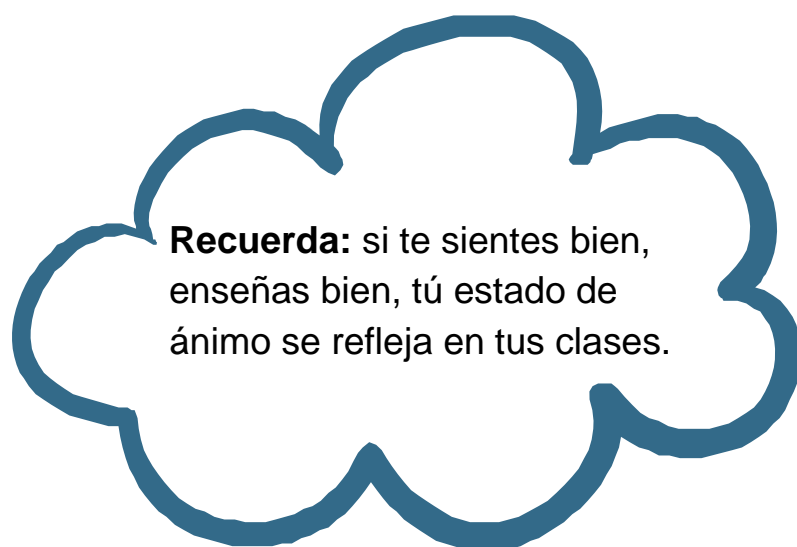 Recuerda: si te sientes bien,
enseñas bien, tú estado de
ánimo se refleja en tus clases.